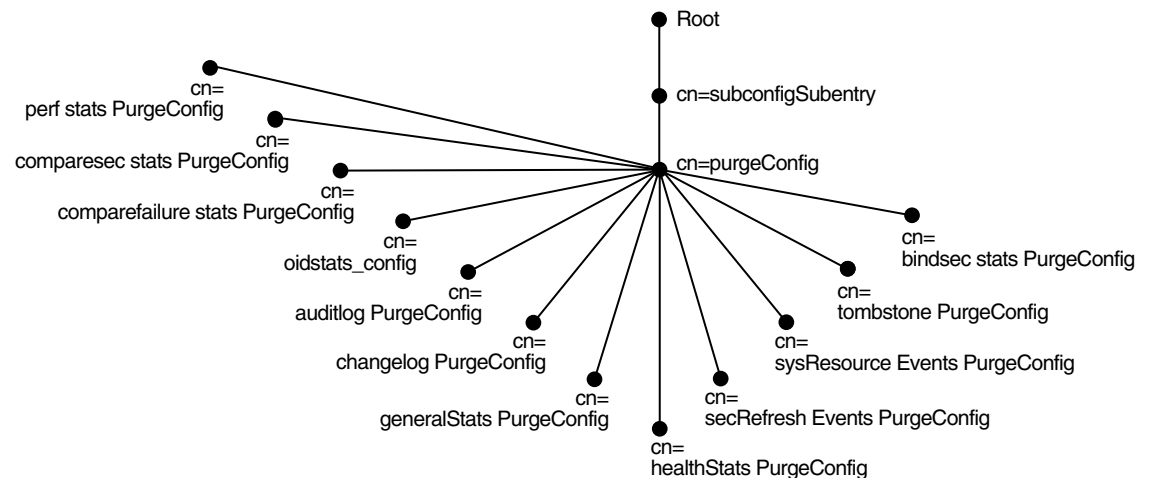 Root
cn=subconfigSubentry
cn=purgeConfig
cn=
perf stats PurgeConfig
cn=
comparesec stats PurgeConfig
cn=
comparefailure stats PurgeConfig
cn=
oidstats_config
cn=
auditlog PurgeConfig
cn=
changelog PurgeConfig
cn=
generalStats PurgeConfig
cn=
healthStats PurgeConfig
cn=
secRefresh Events PurgeConfig
cn=
sysResource Events PurgeConfig
cn=
tombstone PurgeConfig
cn=
bindsec stats PurgeConfig